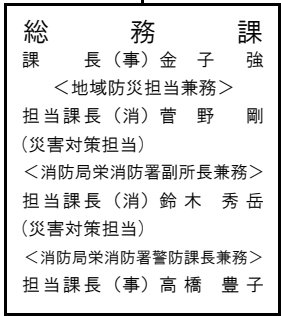 総務課
課長（事）金子強
＜地域防災担当兼務＞
担当課長（消）菅野剛
（災害対策担当）
＜消防局栄消防署副所長兼務＞
担当課長（消）鈴木秀岳
（災害対策担当）
＜消防局栄消防署警防課長兼務＞
担当課長（事）高橋豊子